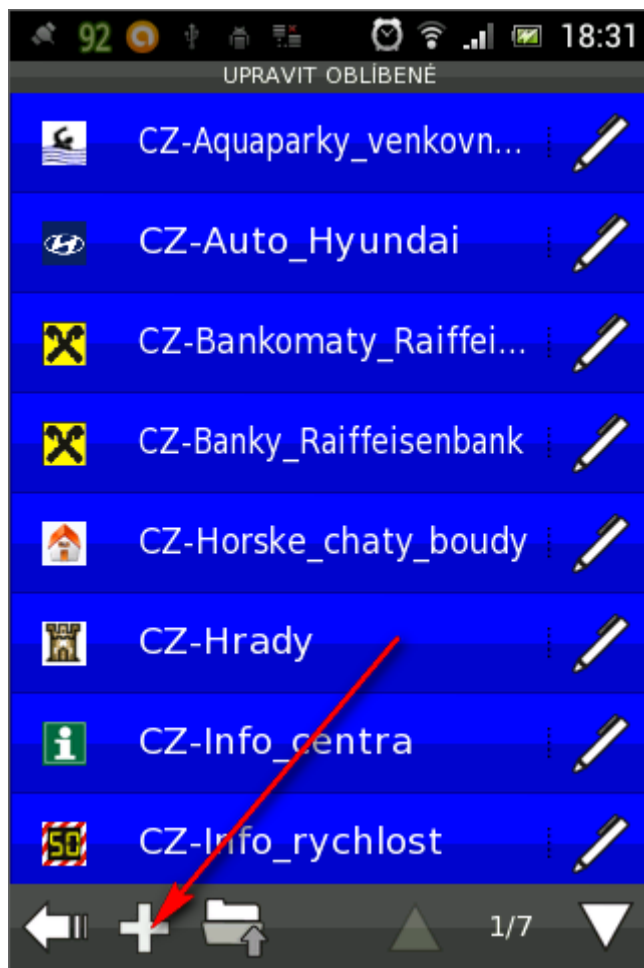 92 18:31
UPRAVIT OBLÍBENÉ
CZ-Aquaparky_venkovn...
CZ-Auto_Hyundai
CZ-Bankomaty_Raiffei...
CZ-Banky_Raiffeisenbank
CZ-Horske_chaty_boudy
CZ-Hrady
CZ-Info_centra
50 CZ-Info_rychlost
1/7